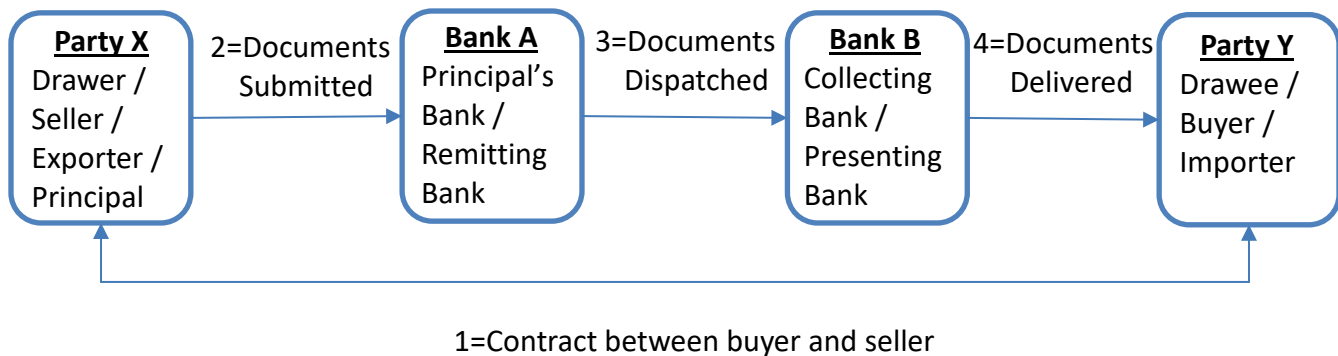 Party X
Drawer /
Seller /
Exporter /
Principal
2=Documents
Submitted
Bank A
Principal’s
Bank /
Remitting
Bank
3=Documents
Dispatched
Bank B
Collecting
Bank /
Presenting
Bank
4=Documents
Delivered
Party Y
Drawee /
Buyer /
Importer
1=Contract between buyer and seller